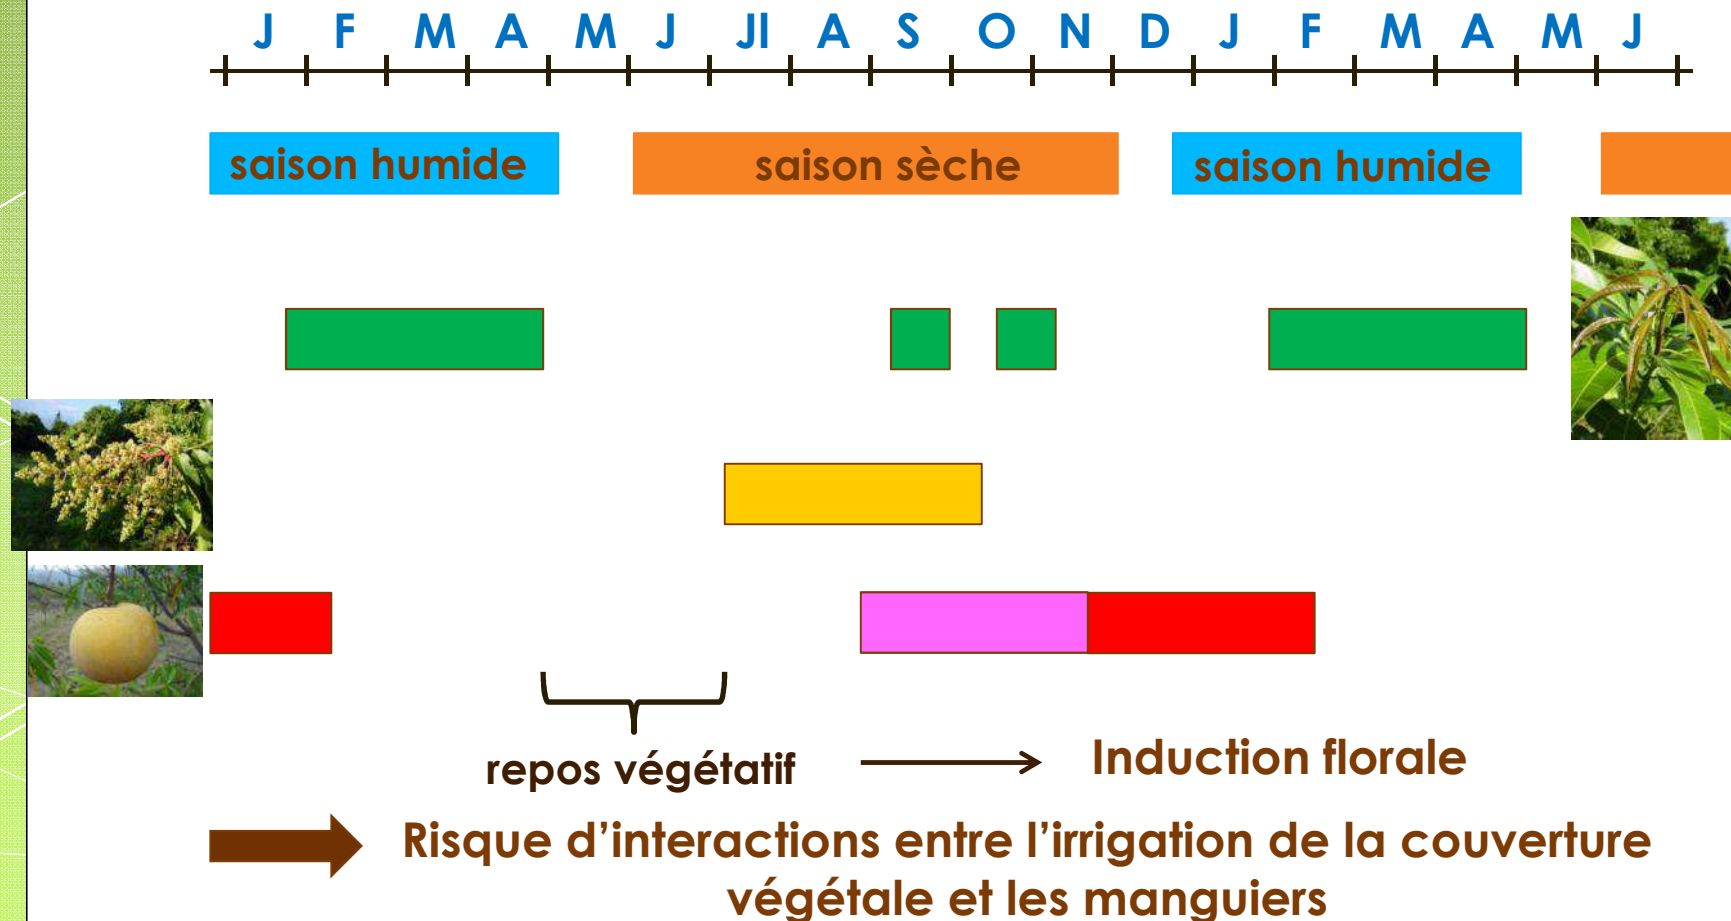 J F M A M J Jl A S O N D J F M A M J
saison humide saison sèche saison humide
repos végétatif Induction florale
Risque d’interactions entre l’irrigation de la couverture
végétale et les manguiers